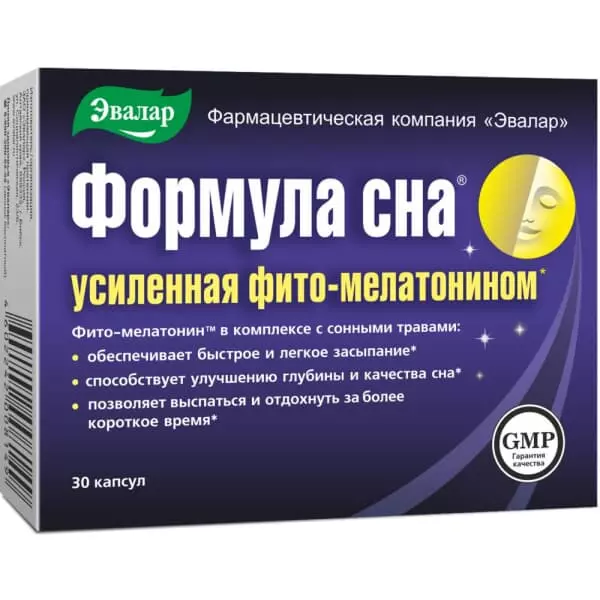 Эвалар
Фармацевтическая компания «Эвалар»
Формула сна®
усиленная фито-мелатонином*
Фито-мелатонин™ в комплексе с сонными травами:
• обеспечивает быстрое и легкое засыпание*
• способствует улучшению глубины и качества сна*
• позволяет выспаться и отдохнуть за более
короткое время*
GMP
Гарантия
качества
30 капсул